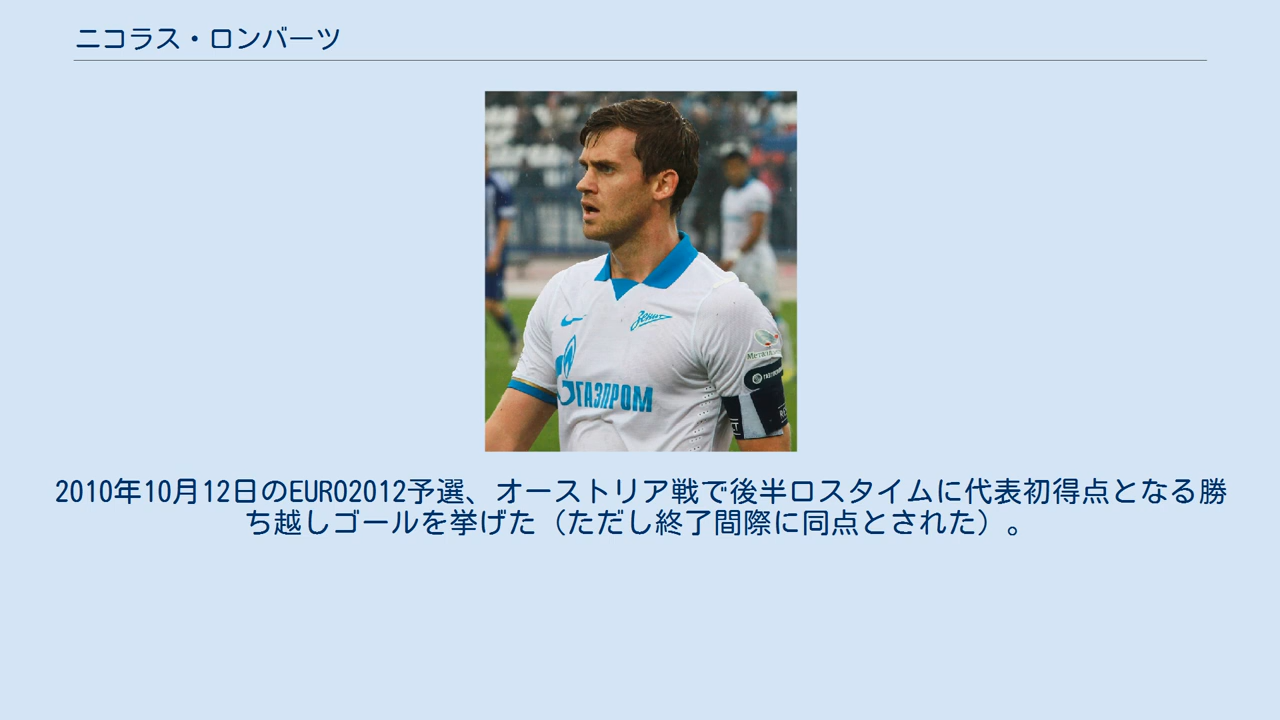 ニコラス・ロンバーツ
Зенит
ГАЗПРОМ
2010年10月12日のEURO2012予選、オーストリア戦で後半ロスタイムに代表初得点となる勝
ち越しゴールを挙げた（ただし終了間際に同点とされた）。